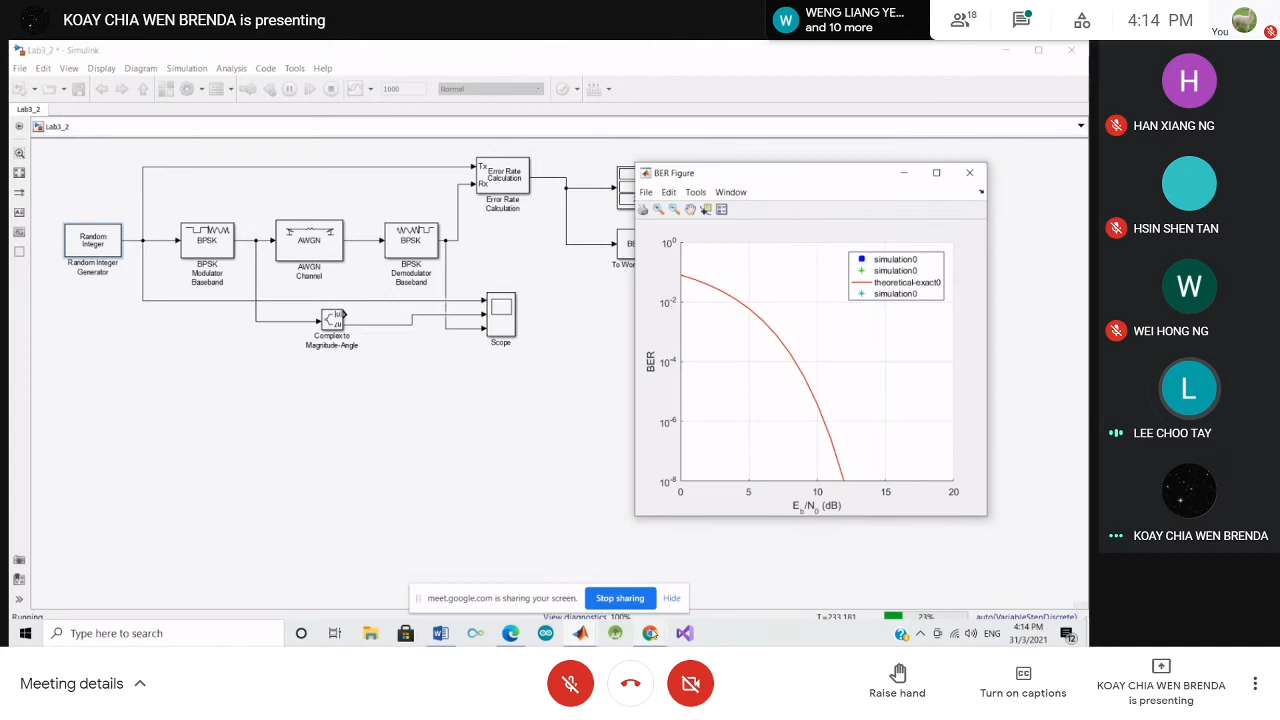 KOAY CHIA WEN BRENDA is presenting
W
WENG LIANG YE...
and 10 more
18
4:14 PM
You
Lab3_2 * - Simulink
File Edit View Display Diagram Simulation Analysis Code Tools Help
1000
Normal
Lab3_2
Lab3_2
Random
Integer
Random Integer
Generator
BPSK
BPSK
Modulator
Baseband
AWGN
AWGN
Channel
BPSK
BPSK
Demodulator
Baseband
Tx
Rx
Error Rate
Calculation
Error Rate
Calculation
|u|
∠u
Complex to
Magnitude-Angle
Scope
BE
To Wor
BER Figure
File Edit Tools Window
simulation0
simulation0
theoretical-exact0
simulation0
10^0
10^-2
10^-4
10^-6
10^-8
BER
0 5 10 15 20
E_b/N_0 (dB)
meet.google.com is sharing your screen.
Stop sharing
Hide
Running
View diagnostics 100%
T=233.181
23%
auto(VariableStepDiscrete)
Type here to search
ENG
4:14 PM
31/3/2021
12
H
HAN XIANG NG
HSIN SHEN TAN
W
WEI HONG NG
L
LEE CHOO TAY
KOAY CHIA WEN BRENDA
Meeting details
Raise hand
Turn on captions
KOAY CHIA WEN BRENDA
is presenting